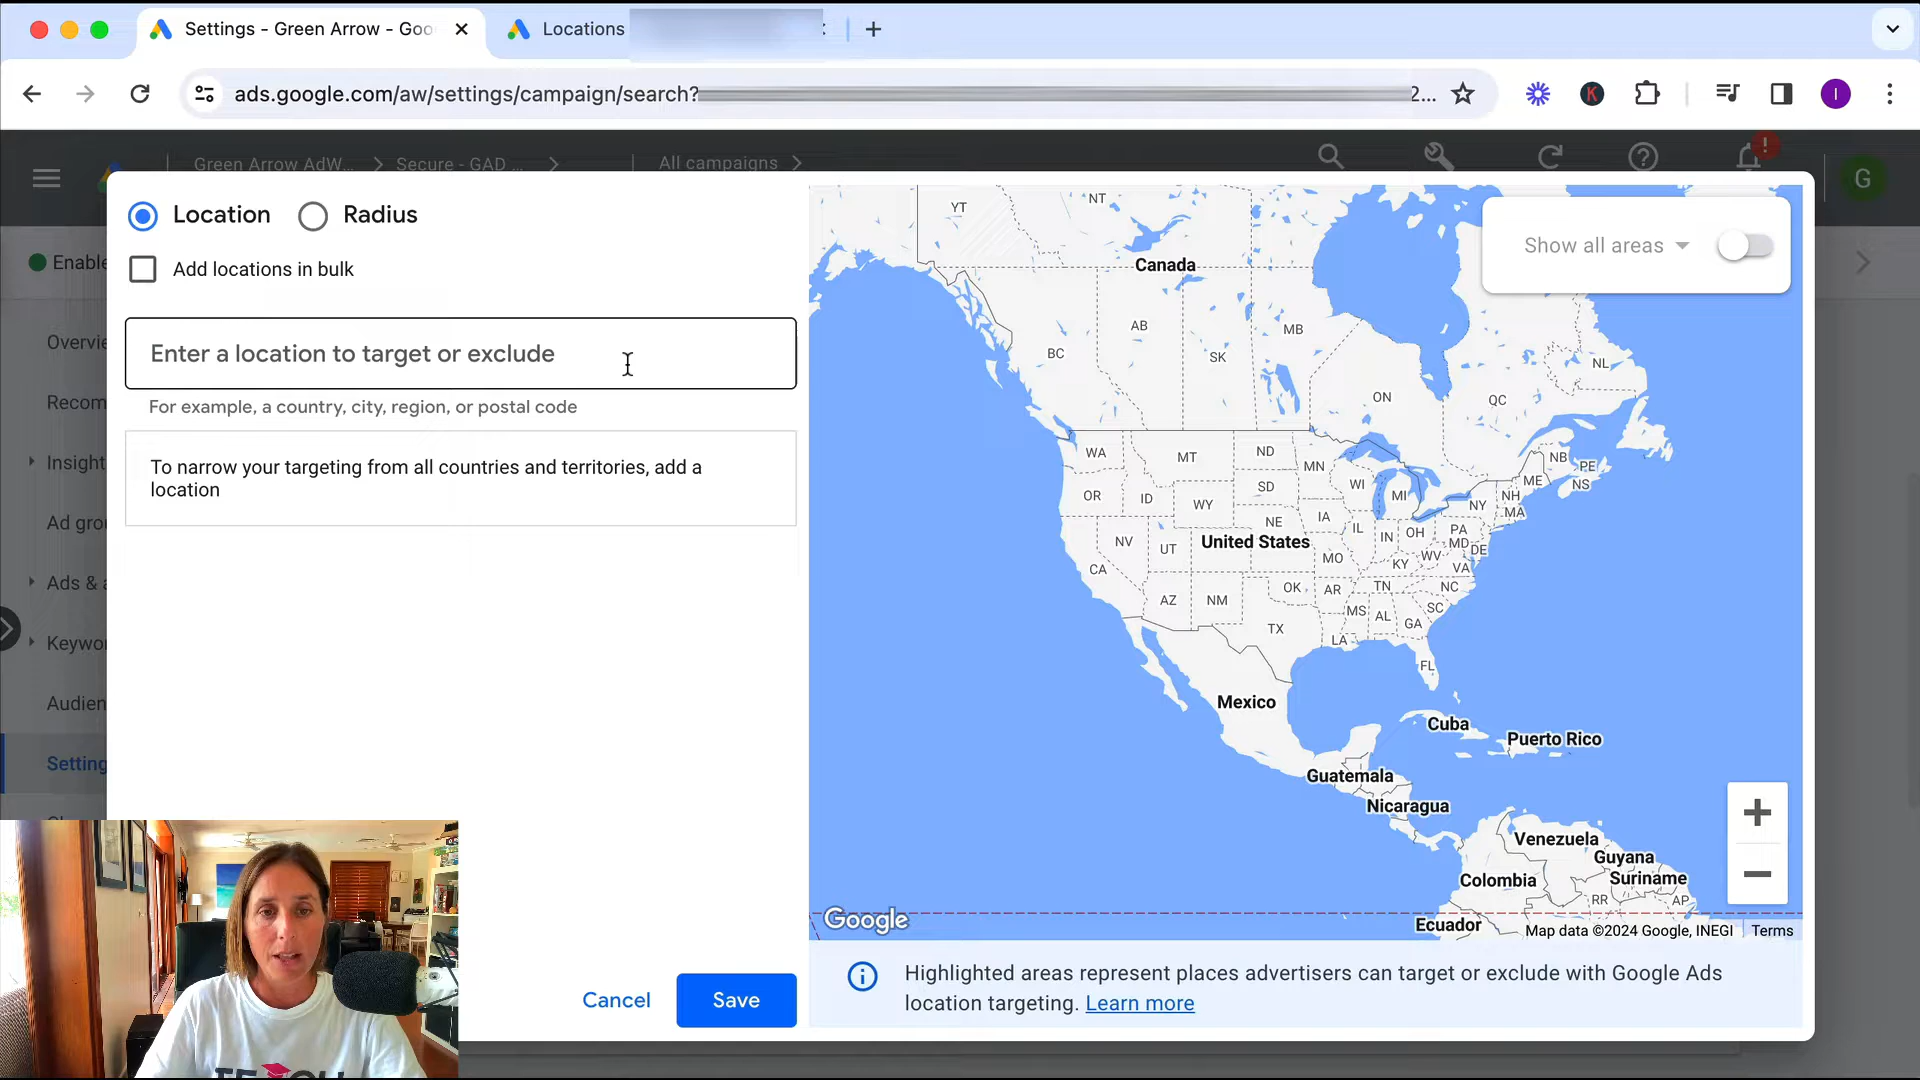 Settings - Green Arrow - Goo
Locations
ads.google.com/aw/settings/campaign/search?
2...
K
I
Green Arrow AdW...
Secure - GAD ...
All campaigns
!
G
Location
Radius
Add locations in bulk
Enter a location to target or exclude
For example, a country, city, region, or postal code
To narrow your targeting from all countries and territories, add a
location
Enable
Overvie
Recom
Insight
Ad grou
Ads & a
Keywor
Audien
Setting
Cancel
Save
Show all areas
YT
NT
Canada
AB
MB
BC
SK
NL
ON
QC
WA
MT
ND
MN
NB
PE
OR
ID
SD
WI
MI
ME
NS
WY
NH
NY
MA
NE
IA
NV
UT
United States
IL
IN
OH
PA
MD
DE
CA
MO
KY
WV
VA
AZ
NM
OK
AR
TN
NC
TX
MS
AL
GA
SC
LA
FL
Mexico
Cuba
Puerto Rico
Guatemala
Nicaragua
Venezuela
Guyana
Colombia
Suriname
RR
AP
Ecuador
Google
Map data ©2024 Google, INEGI
Terms
Highlighted areas represent places advertisers can target or exclude with Google Ads
location targeting. Learn more